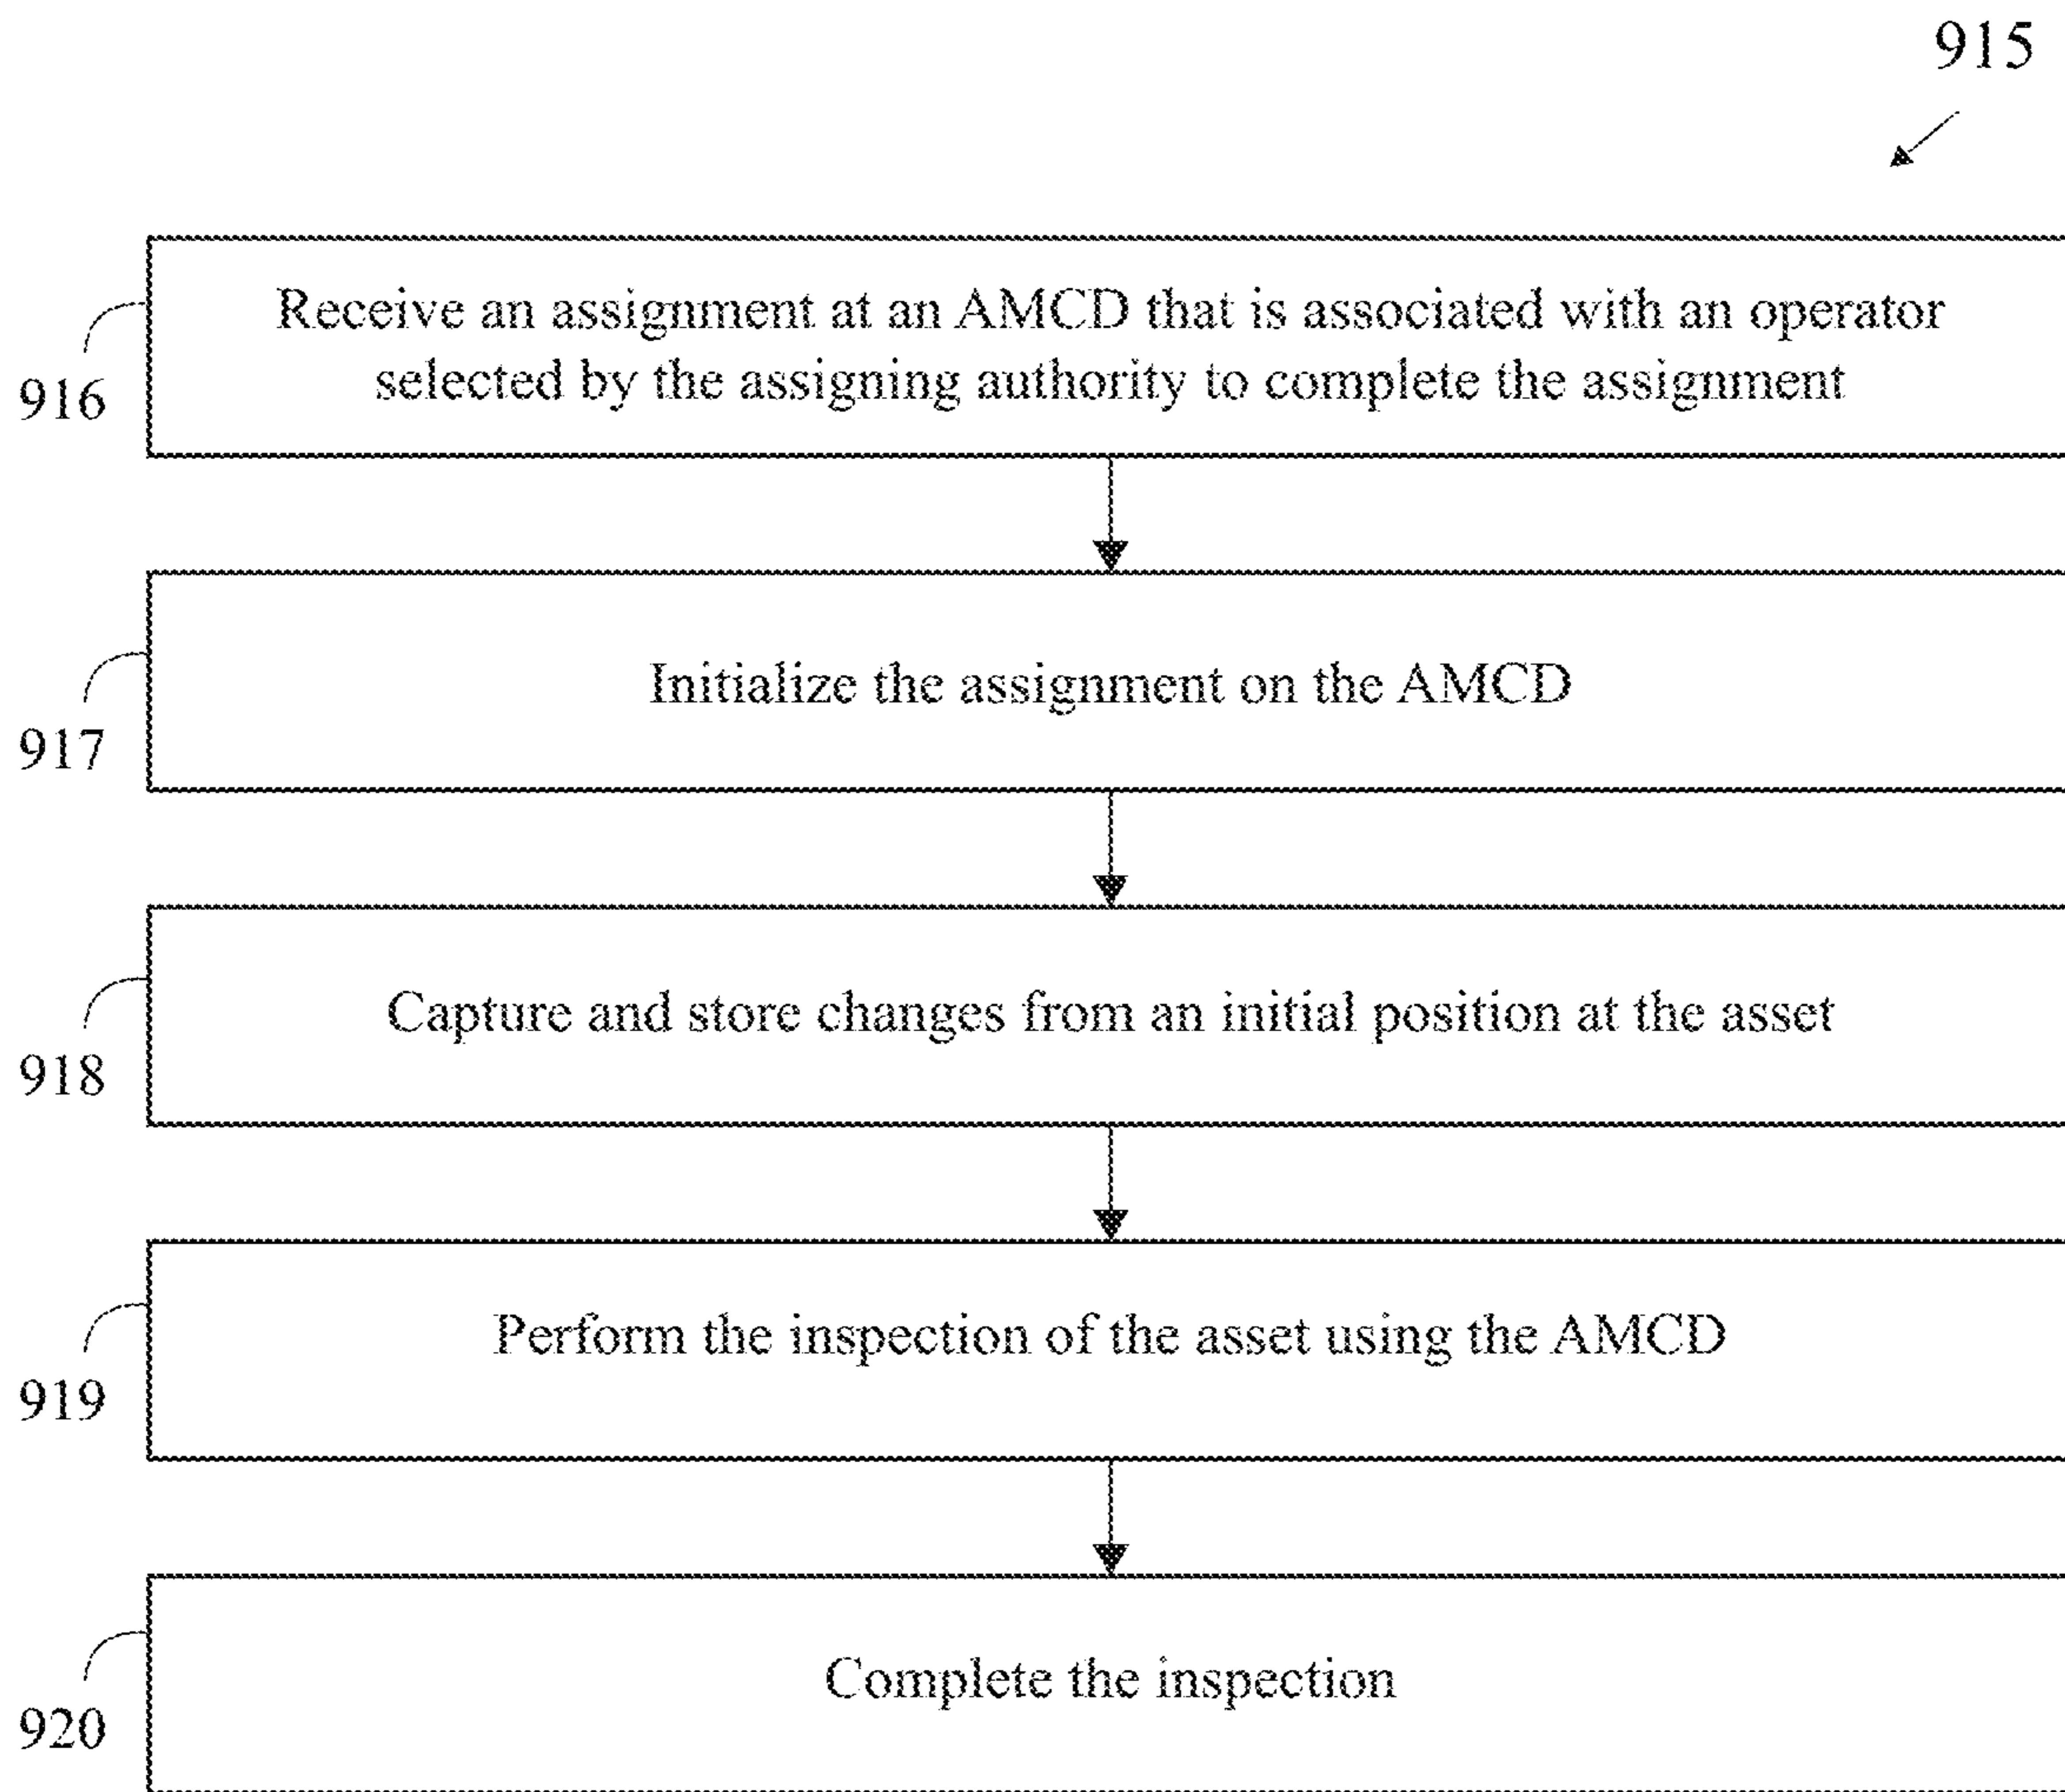 915
Receive an assignment at an AMCD that is associated with an operator
selected by the assigning authority to complete the assignment
916
Initialize the assignment on the AMCD
917
Capture and store changes from an initial position at the asset
918
Perform the inspection of the asset using the AMCD
919
Complete the inspection
920